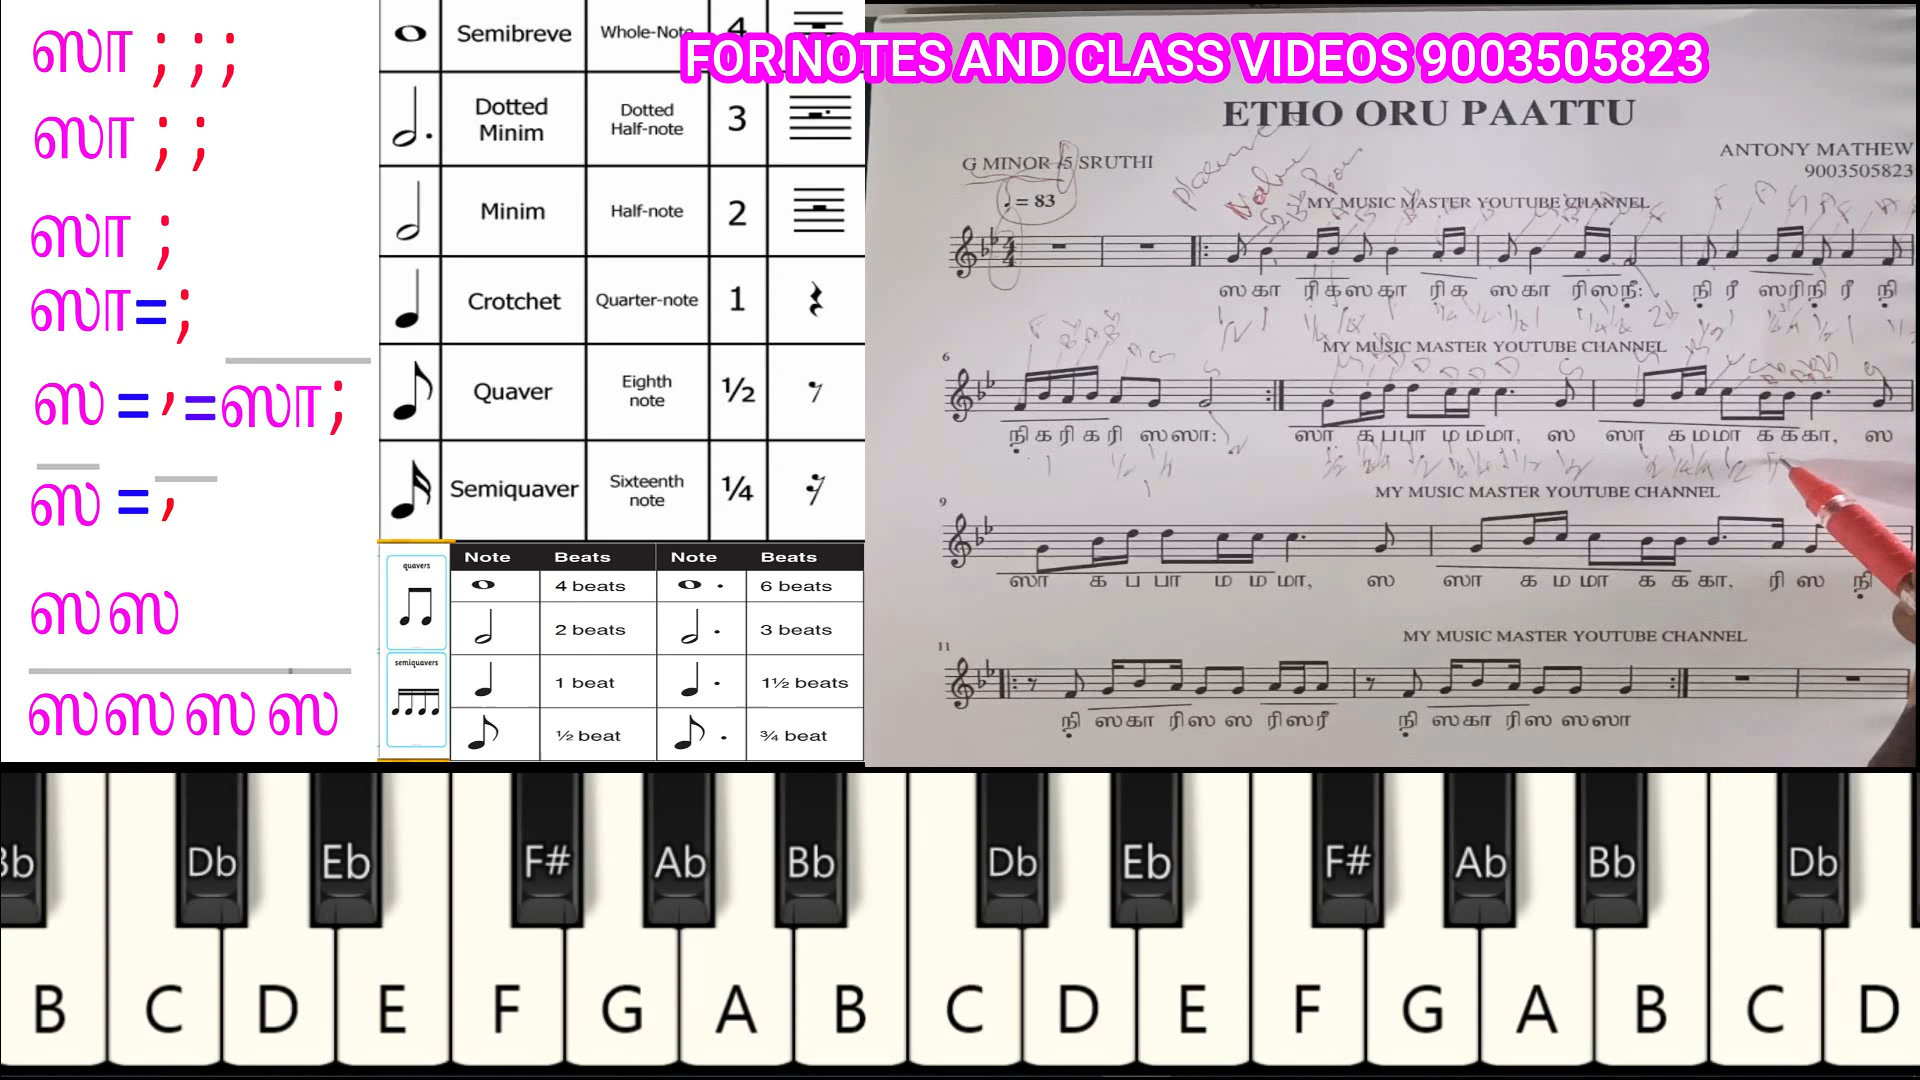 FOR NOTES AND CLASS VIDEOS 9003505823
ஸா ; ; ;
ஸா ; ;
ஸா ;
ஸா=;
ஸ =,=ஸா;
ஸ =,
ஸஸ
ஸஸஸஸ
Semibreve Whole-Note 4
Dotted Minim Dotted Half-note 3
Minim Half-note 2
Crotchet Quarter-note 1
Quaver Eighth note ½
Semiquaver Sixteenth note ¼
quavers
semiquavers
Note Beats Note Beats
4 beats 6 beats
2 beats 3 beats
1 beat 1½ beats
½ beat ¾ beat
ETHO ORU PAATTU
G MINOR /5 SRUTHI
ANTONY MATHEW
9003505823
= 83
MY MUSIC MASTER YOUTUBE CHANNEL
ஸ கா ரி க ஸ கா ரி க ஸ கா ரி ஸ நீ: நி ரீ ஸ ரி நி ரீ நி
MY MUSIC MASTER YOUTUBE CHANNEL
6
நி க ரி க ரி ஸ ஸா: ஸா க ப பா ம ம மா, ஸ ஸா க ம மா க க கா, ஸ
MY MUSIC MASTER YOUTUBE CHANNEL
9
ஸா க ப பா ம ம மா, ஸ ஸா க ம மா க க கா, ரி ஸ நி
MY MUSIC MASTER YOUTUBE CHANNEL
11
நி ஸ கா ரி ஸ ஸ ரி ஸ ரீ நி ஸ கா ரி ஸ ஸ ஸா
Bb Db Eb F# Ab Bb Db Eb F# Ab Bb Db
B C D E F G A B C D E F G A B C D